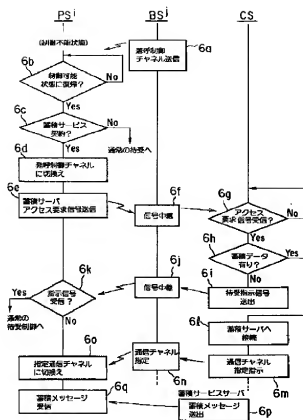 PSⁱ BSʲ CS
(制御不能状態)
着呼制御
チャネル送信
6a
6b
制御可能
状態に復帰?
No
Yes
6c
蓄積サービス
契約?
No
Yes
通常の待受へ
6d
発呼制御チャネル
に切換え
6e
蓄積サーバ
アクセス要求信号送信
6f
信号中継
6g
アクセス
要求信号受信?
No
Yes
6h
蓄積データ
有り?
No
Yes
6i
待受指示信号
送出
6j
信号中継
6k
指示信号
受信?
Yes
通常の
待受制御へ
No
6l
蓄積サーバへ
接続
通信チャネル
指定指示
6m
通信チャネル
指定
6n
6o
指定通信チャネル
に切換え
蓄積サービスサーバ
蓄積メッセージ
送出
6p
6q
蓄積メッセージ
受信